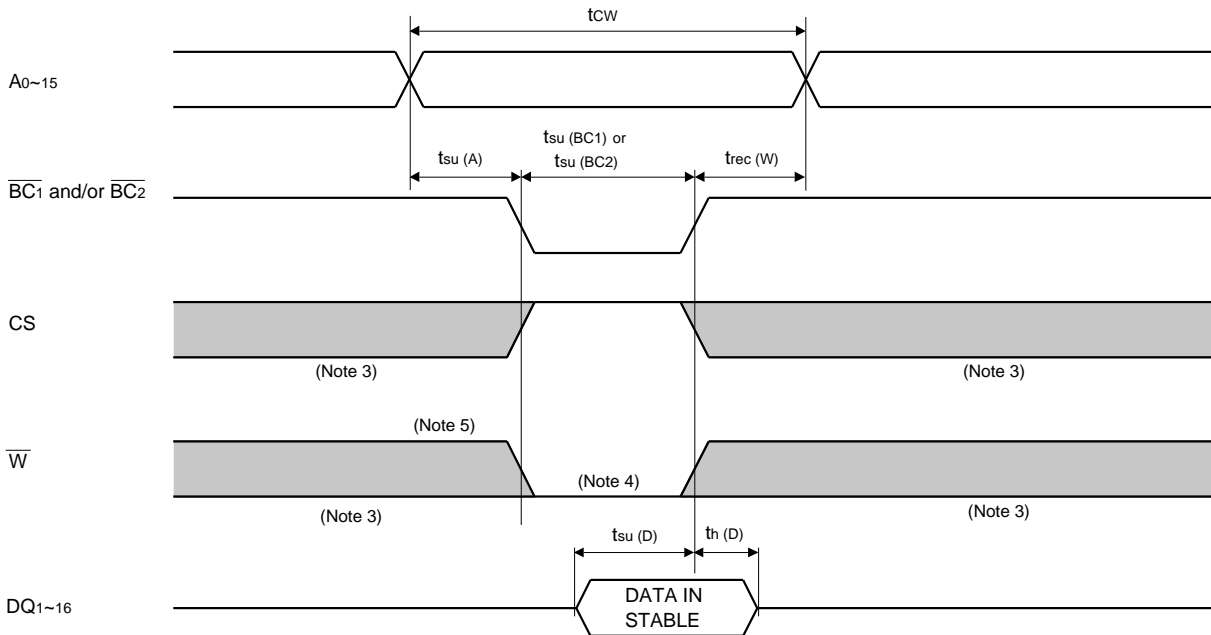 tCW
A0~15
tsu (BC1) or
tsu (A) tsu (BC2) trec (W)
BC1 and/or BC2
CS
(Note 3) (Note 3)
(Note 5)
W
(Note 4)
(Note 3) (Note 3)
tsu (D) th (D)
DQ1~16
DATA IN
STABLE